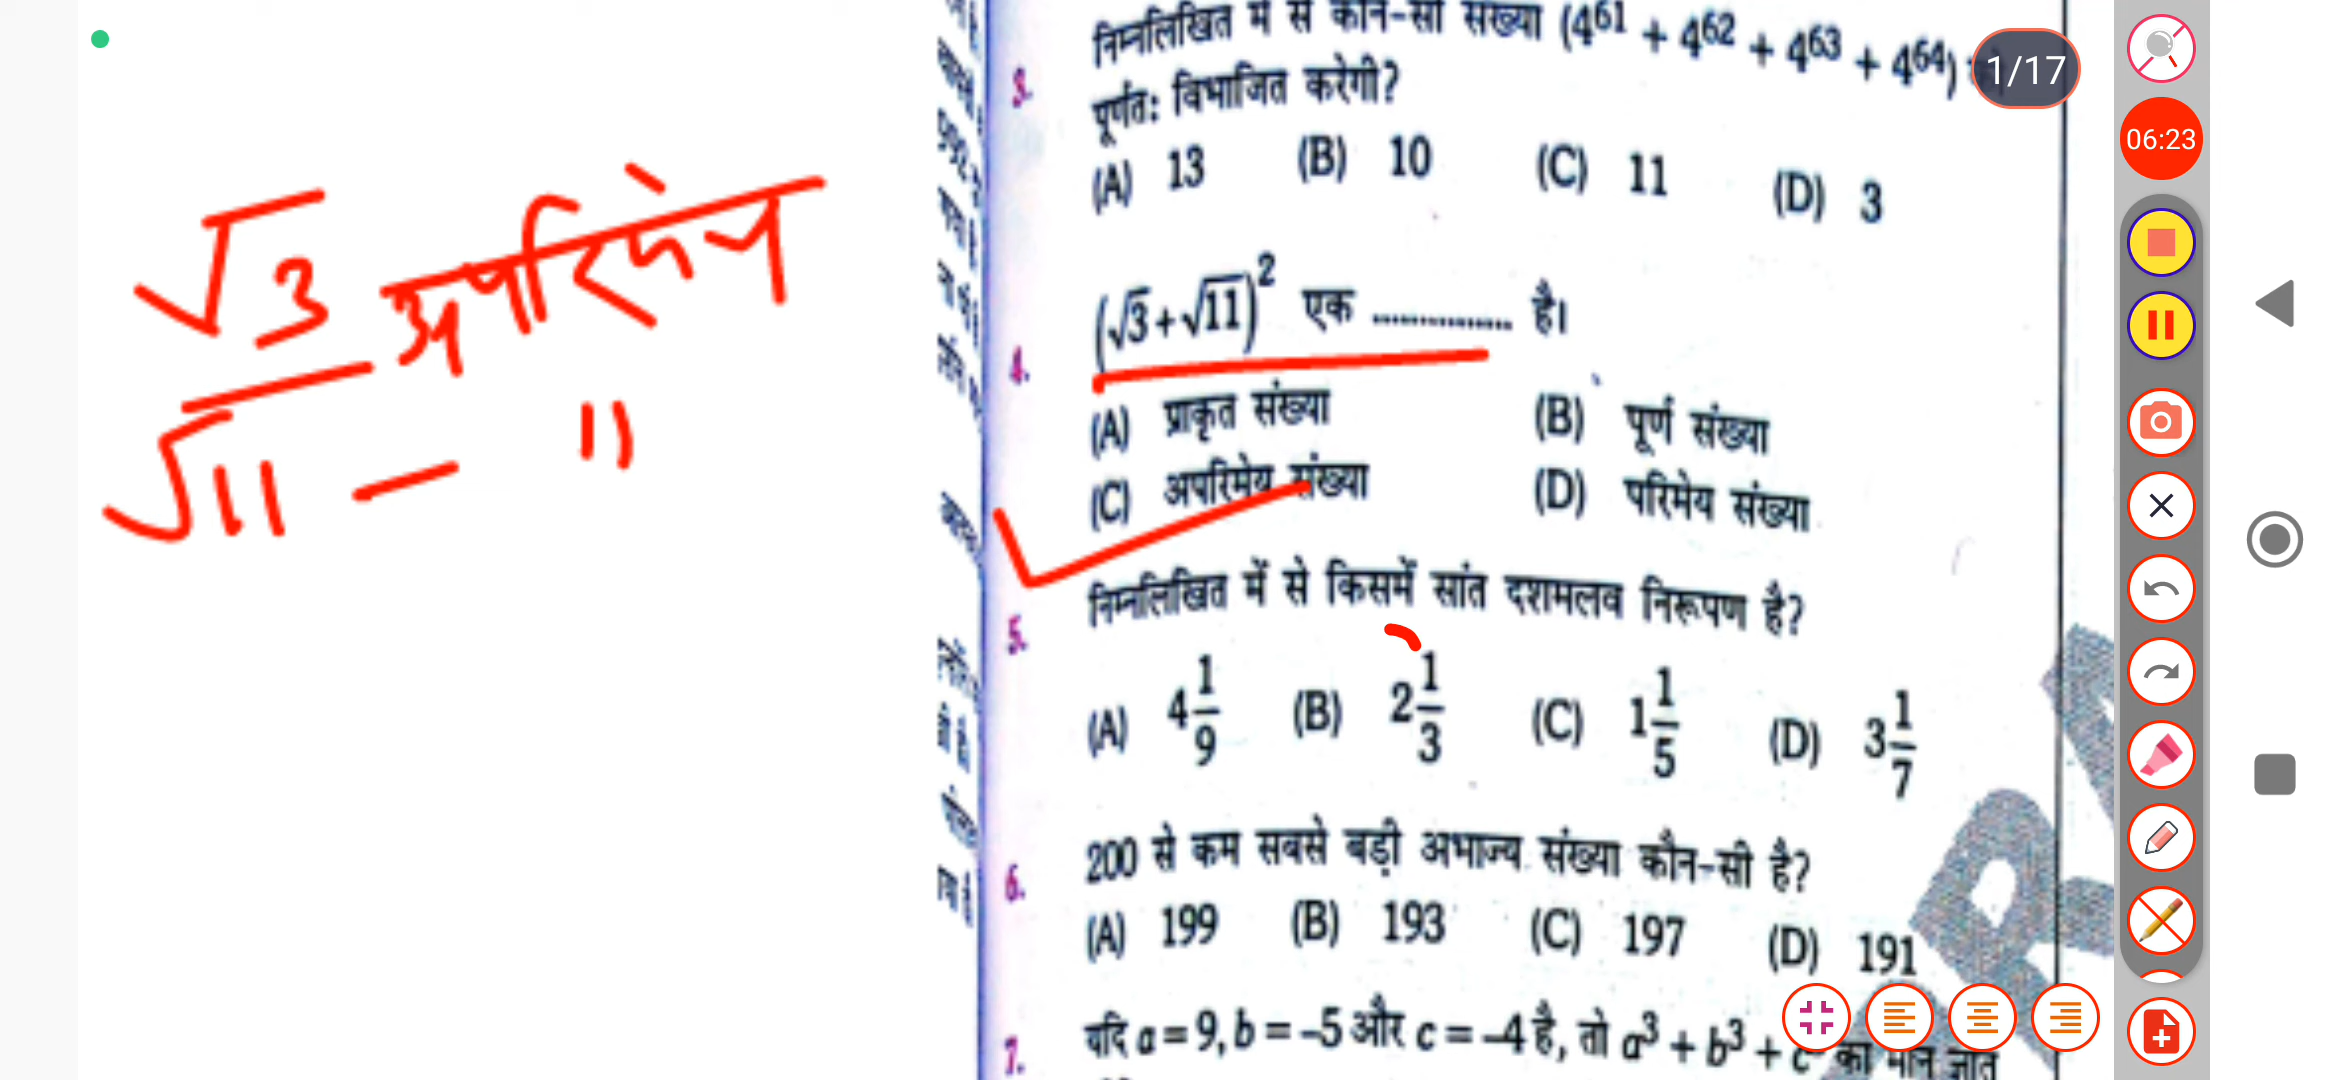 3. निम्नलिखित में से कौन-सी संख्या (4⁶¹ + 4⁶² + 4⁶³ + 4⁶⁴)
1/17
पूर्णतः विभाजित करेगी?
06:23
(A) 13 (B) 10 (C) 11 (D) 3
√3 अपरिमेय
4. (√3+√11)² एक .............. है।
(A) प्राकृत संख्या (B) पूर्ण संख्या
√11 — "
(C) अपरिमेय संख्या (D) परिमेय संख्या
5. निम्नलिखित में से किसमें सांत दशमलव निरूपण है?
(A) 4 1/9 (B) 2 1/3 (C) 1 1/5 (D) 3 1/7
6. 200 से कम सबसे बड़ी अभाज्य संख्या कौन-सी है?
(A) 199 (B) 193 (C) 197 (D) 191
7. यदि a = 9, b = -5 और c = -4 है, तो a³ + b³ + c³ का मान ज्ञात